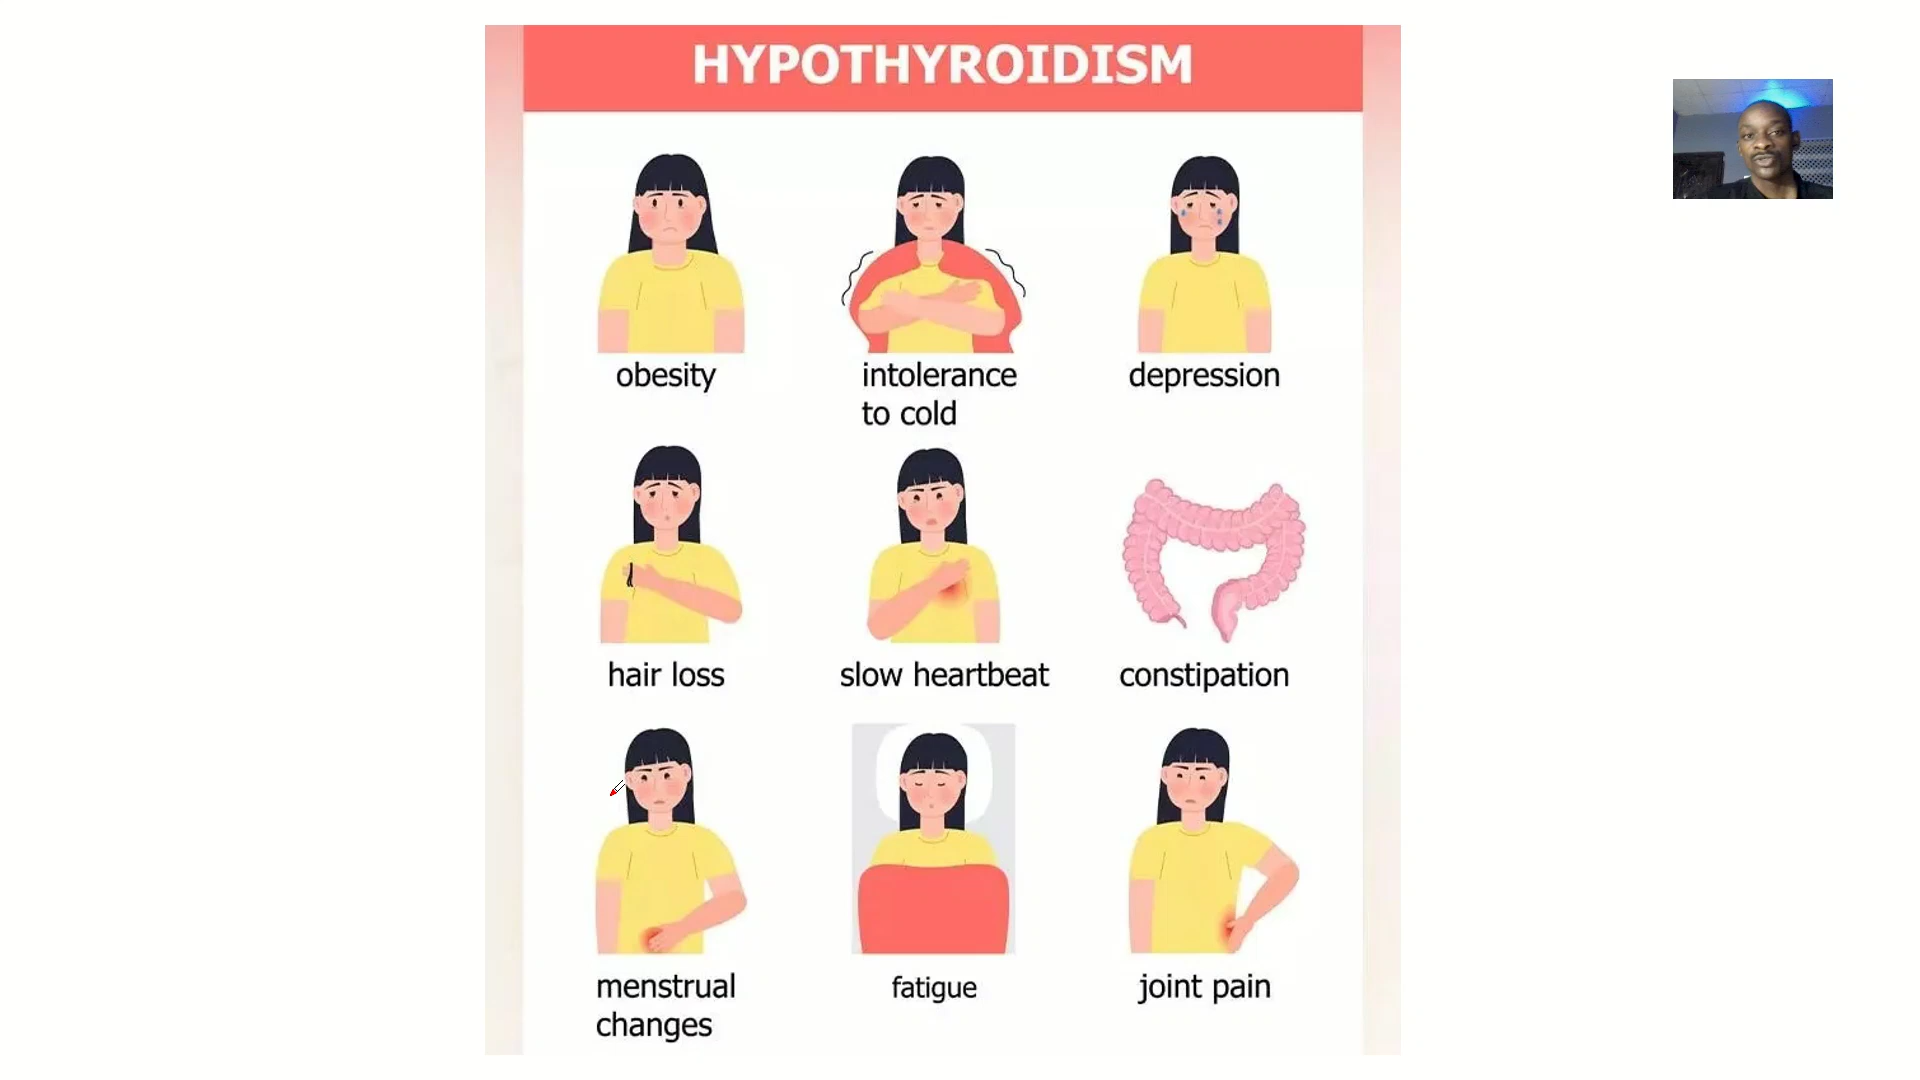 HYPOTHYROIDISM
obesity
intolerance
to cold
depression
hair loss
slow heartbeat
constipation
menstrual
changes
fatigue
joint pain